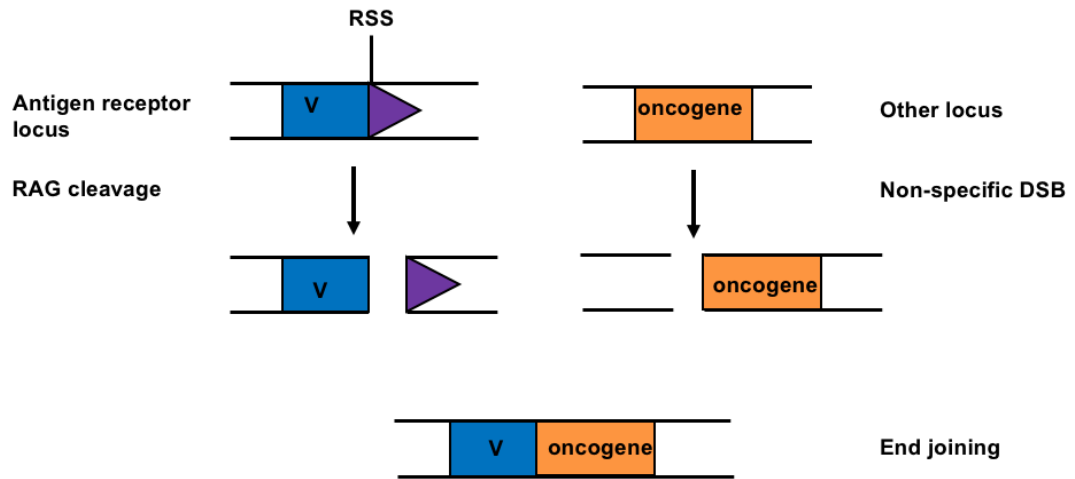 RSS
Antigen receptor
locus
V
oncogene
Other locus
RAG cleavage
Non-specific DSB
V
oncogene
V
oncogene
End joining